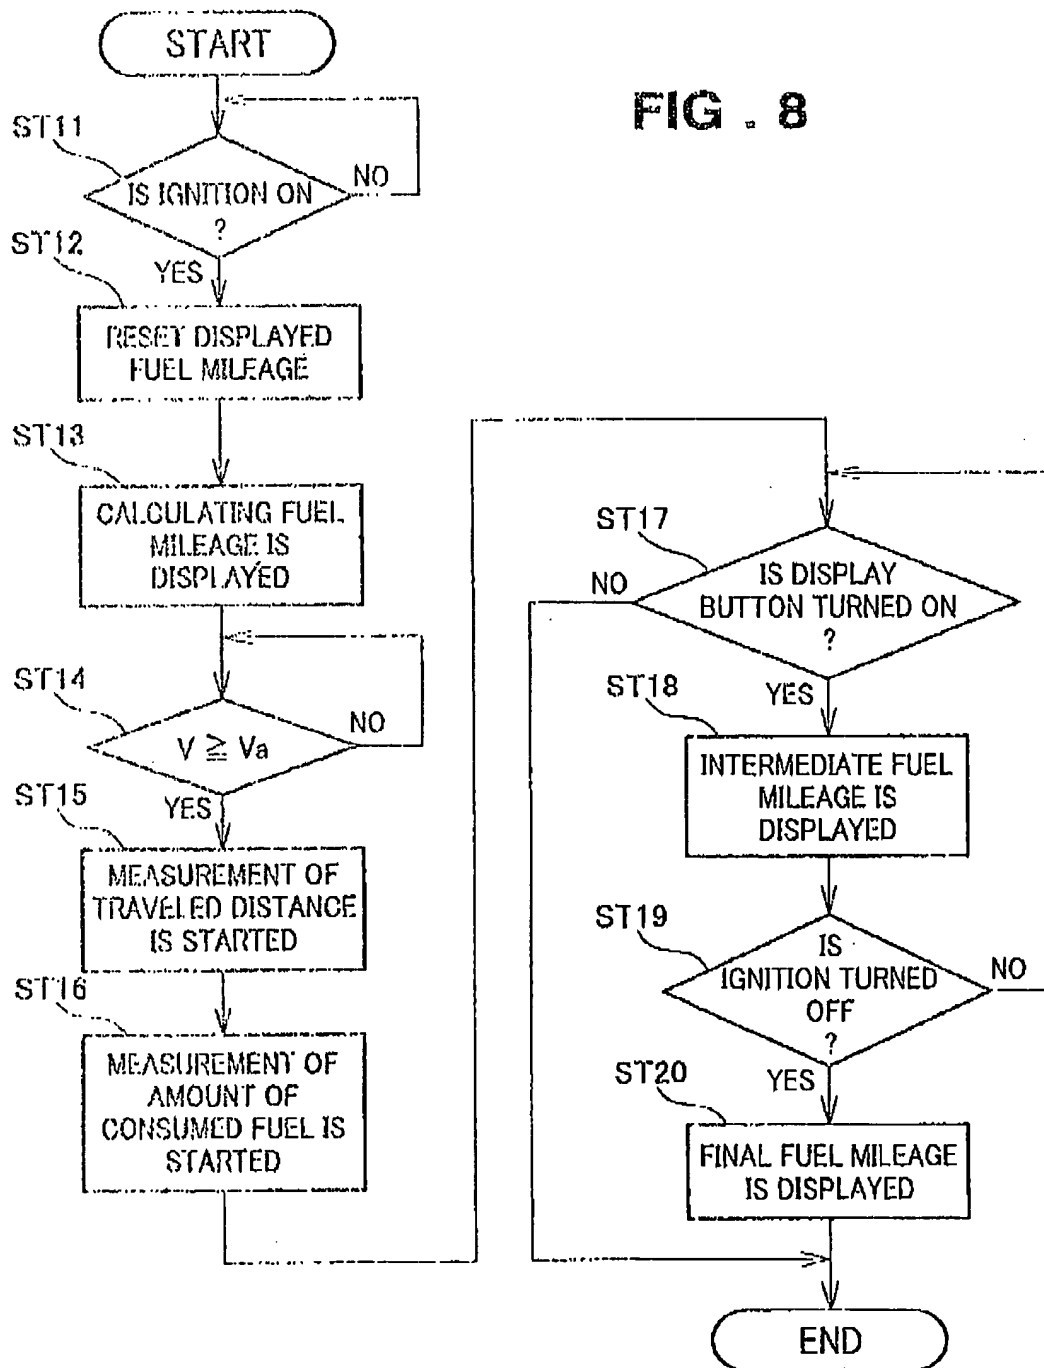 START
FIG. 8
ST11
IS IGNITION ON
?
NO
YES
ST12
RESET DISPLAYED
FUEL MILEAGE
ST13
CALCULATING FUEL
MILEAGE IS
DISPLAYED
ST14
V ≧ Va
NO
YES
ST15
MEASUREMENT OF
TRAVELED DISTANCE
IS STARTED
ST16
MEASUREMENT OF
AMOUNT OF
CONSUMED FUEL IS
STARTED
ST17
IS DISPLAY
BUTTON TURNED ON
?
NO
YES
ST18
INTERMEDIATE FUEL
MILEAGE IS
DISPLAYED
ST19
IS
IGNITION TURNED
OFF
?
NO
YES
ST20
FINAL FUEL MILEAGE
IS DISPLAYED
END